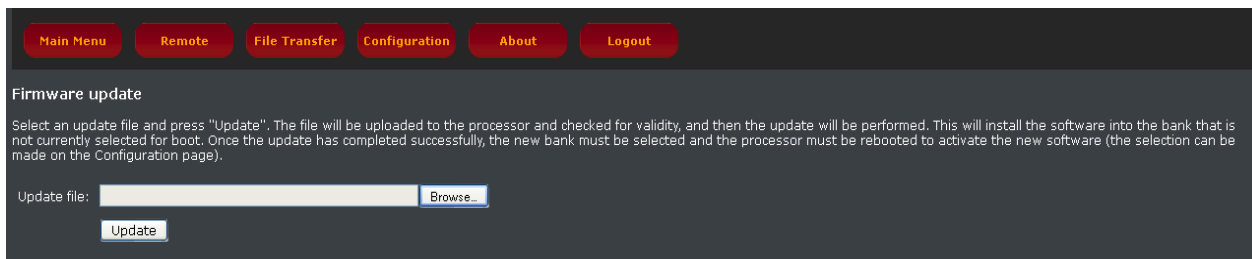 Main Menu Remote File Transfer Configuration About Logout
Firmware update
Select an update file and press "Update". The file will be uploaded to the processor and checked for validity, and then the update will be performed. This will install the software into the bank that is
not currently selected for boot. Once the update has completed successfully, the new bank must be selected and the processor must be rebooted to activate the new software (the selection can be
made on the Configuration page).
Update file: Browse...
Update